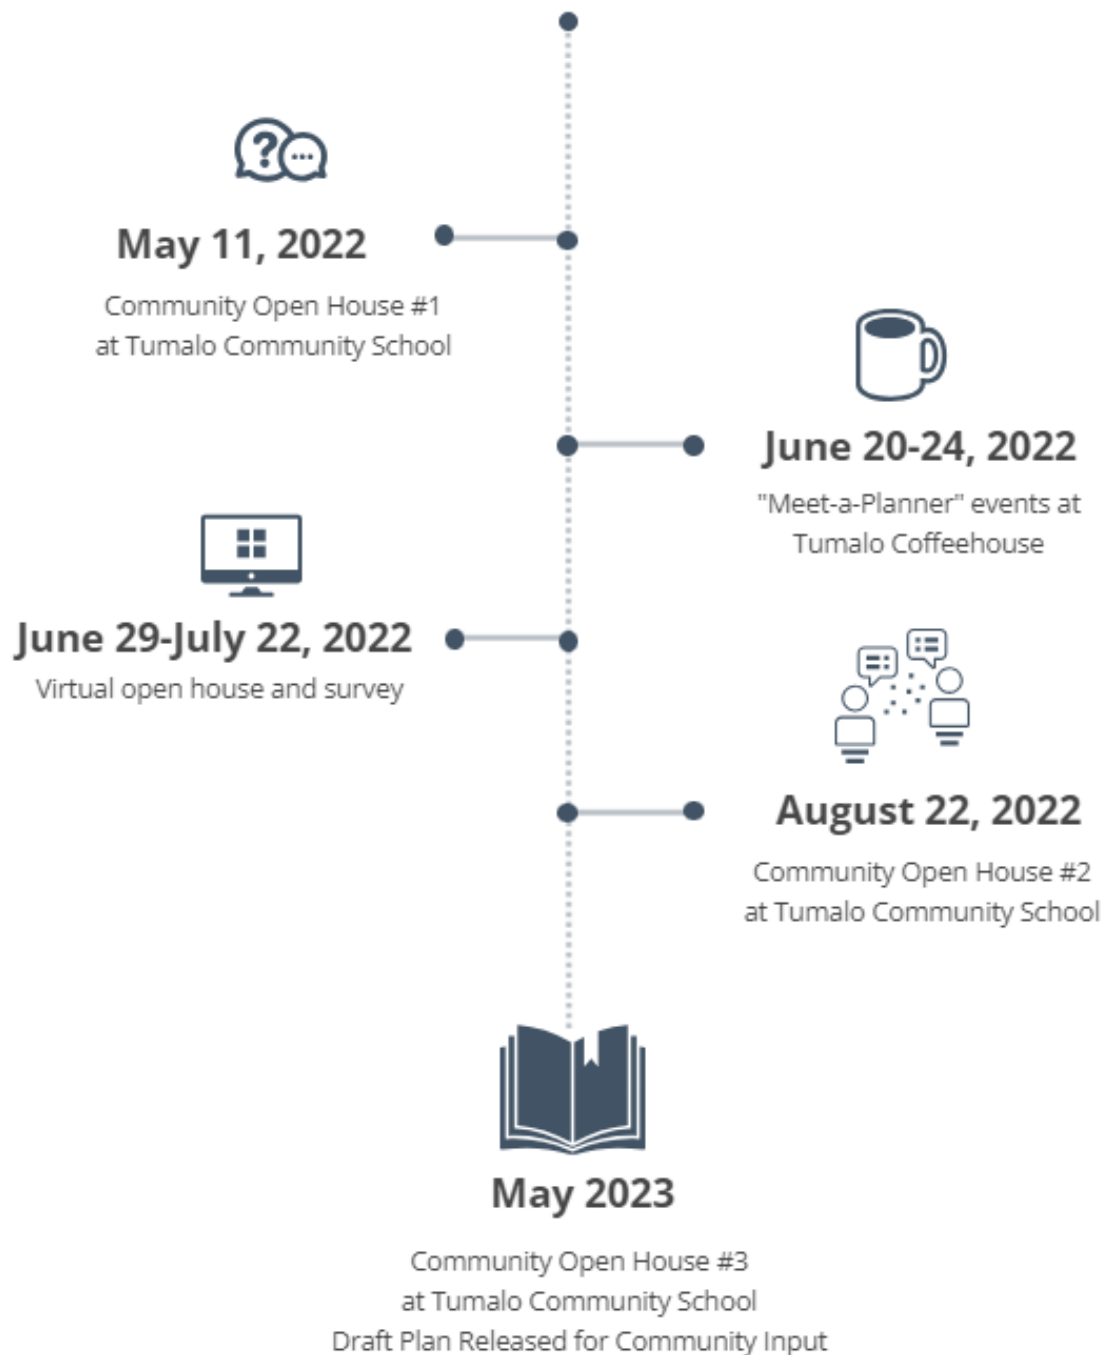 May 11, 2022
Community Open House #1
at Tumalo Community School
June 20-24, 2022
"Meet-a-Planner" events at
Tumalo Coffeehouse
June 29-July 22, 2022
Virtual open house and survey
August 22, 2022
Community Open House #2
at Tumalo Community School
May 2023
Community Open House #3
at Tumalo Community School
Draft Plan Released for Community Input